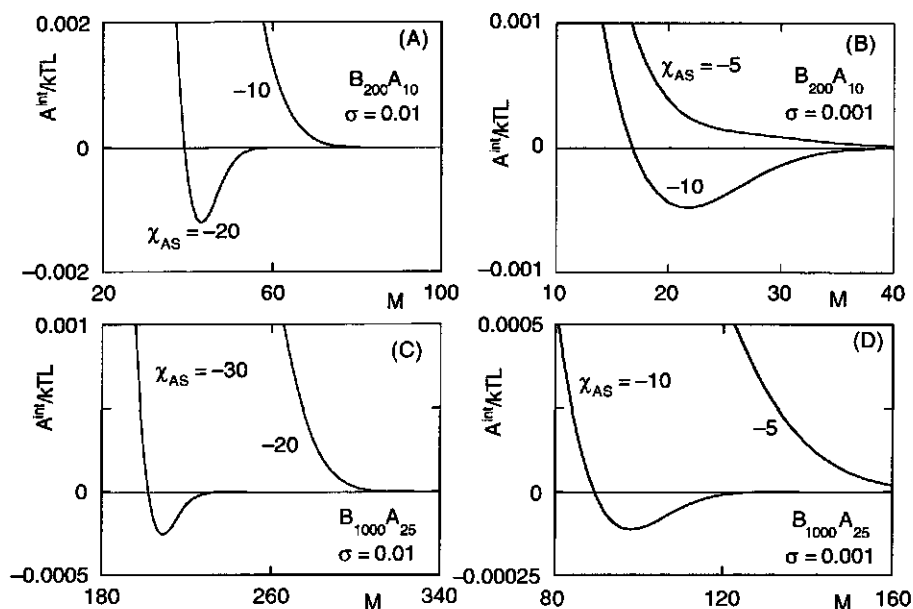 0.002
(A)
B200A10
σ = 0.01
−10
χAS = −20
0
−0.002
20
60
M
100
Aint/kTL
0.001
(B)
χAS = −5
B200A10
σ = 0.001
−10
0
−0.001
10
20
30
M
40
Aint/kTL
0.001
(C)
χAS = −30
−20
0
B1000A25
σ = 0.01
−0.0005
180
260
M
340
Aint/kTL
0.0005
(D)
χAS = −10
−5
0
B1000A25
σ = 0.001
−0.00025
80
120
M
160
Aint/kTL